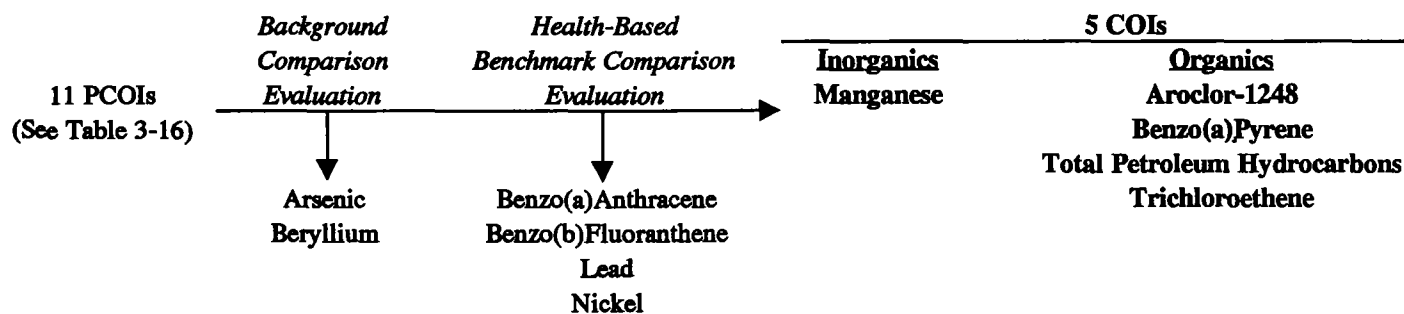 11 PCOIs
(See Table 3-16)
Background
Comparison
Evaluation
Health-Based
Benchmark Comparison
Evaluation
Arsenic
Beryllium
Benzo(a)Anthracene
Benzo(b)Fluoranthene
Lead
Nickel
5 COIs
Inorganics
Manganese
Organics
Aroclor-1248
Benzo(a)Pyrene
Total Petroleum Hydrocarbons
Trichloroethene